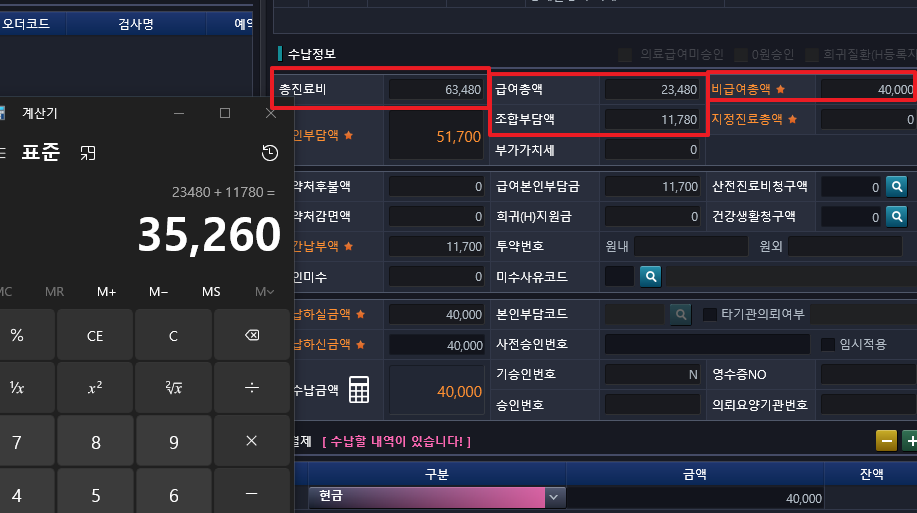 오더코드 검사명 예약
수납정보 의료급여미승인 0원승인 희귀질환(H등록자
총진료비 63,480 급여총액 23,480 비급여총액 ★ 40,000
계산기
인부담액 ★ 51,700 조합부담액 11,780 지정진료총액 ★ 0
표준
부가가치세 0
23480 + 11780 =
약처후불액 0 급여본인부담금 11,700 산전진료비청구액 0
35,260
약처감면액 0 희귀(H)지원금 0 건강생활청구액 0
간납부액 ★ 11,700 투약번호 원내 원외
인미수 0 미수사유코드
MC MR M+ M− MS M˅
납하실금액 ★ 40,000 본인부담코드 타기관의뢰여부
% CE C
납하신금액 ★ 40,000 사전승인번호 임시적용
수납금액 40,000 기승인번호 N 영수증NO
¹/x x² ²√x ÷
승인번호 의뢰요양기관번호
7 8 9 ×
결제 [ 수납할 내역이 있습니다! ] − +
구분 금액 잔액
4 5 6 −
현금 40,000